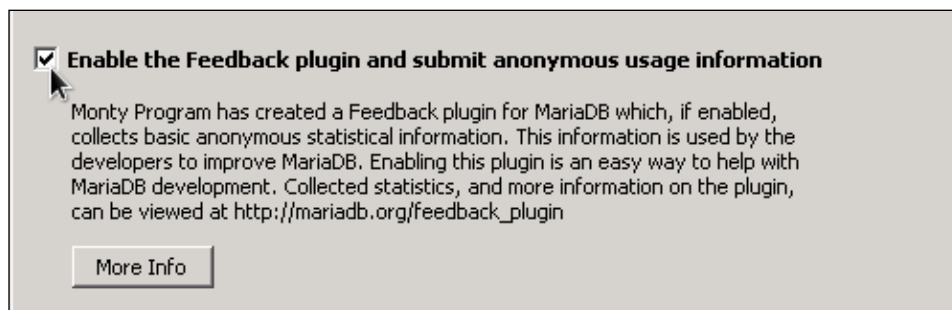 Enable the Feedback plugin and submit anonymous usage information
Monty Program has created a Feedback plugin for MariaDB which, if enabled,
collects basic anonymous statistical information. This information is used by the
developers to improve MariaDB. Enabling this plugin is an easy way to help with
MariaDB development. Collected statistics, and more information on the plugin,
can be viewed at http://mariadb.org/feedback_plugin
More Info